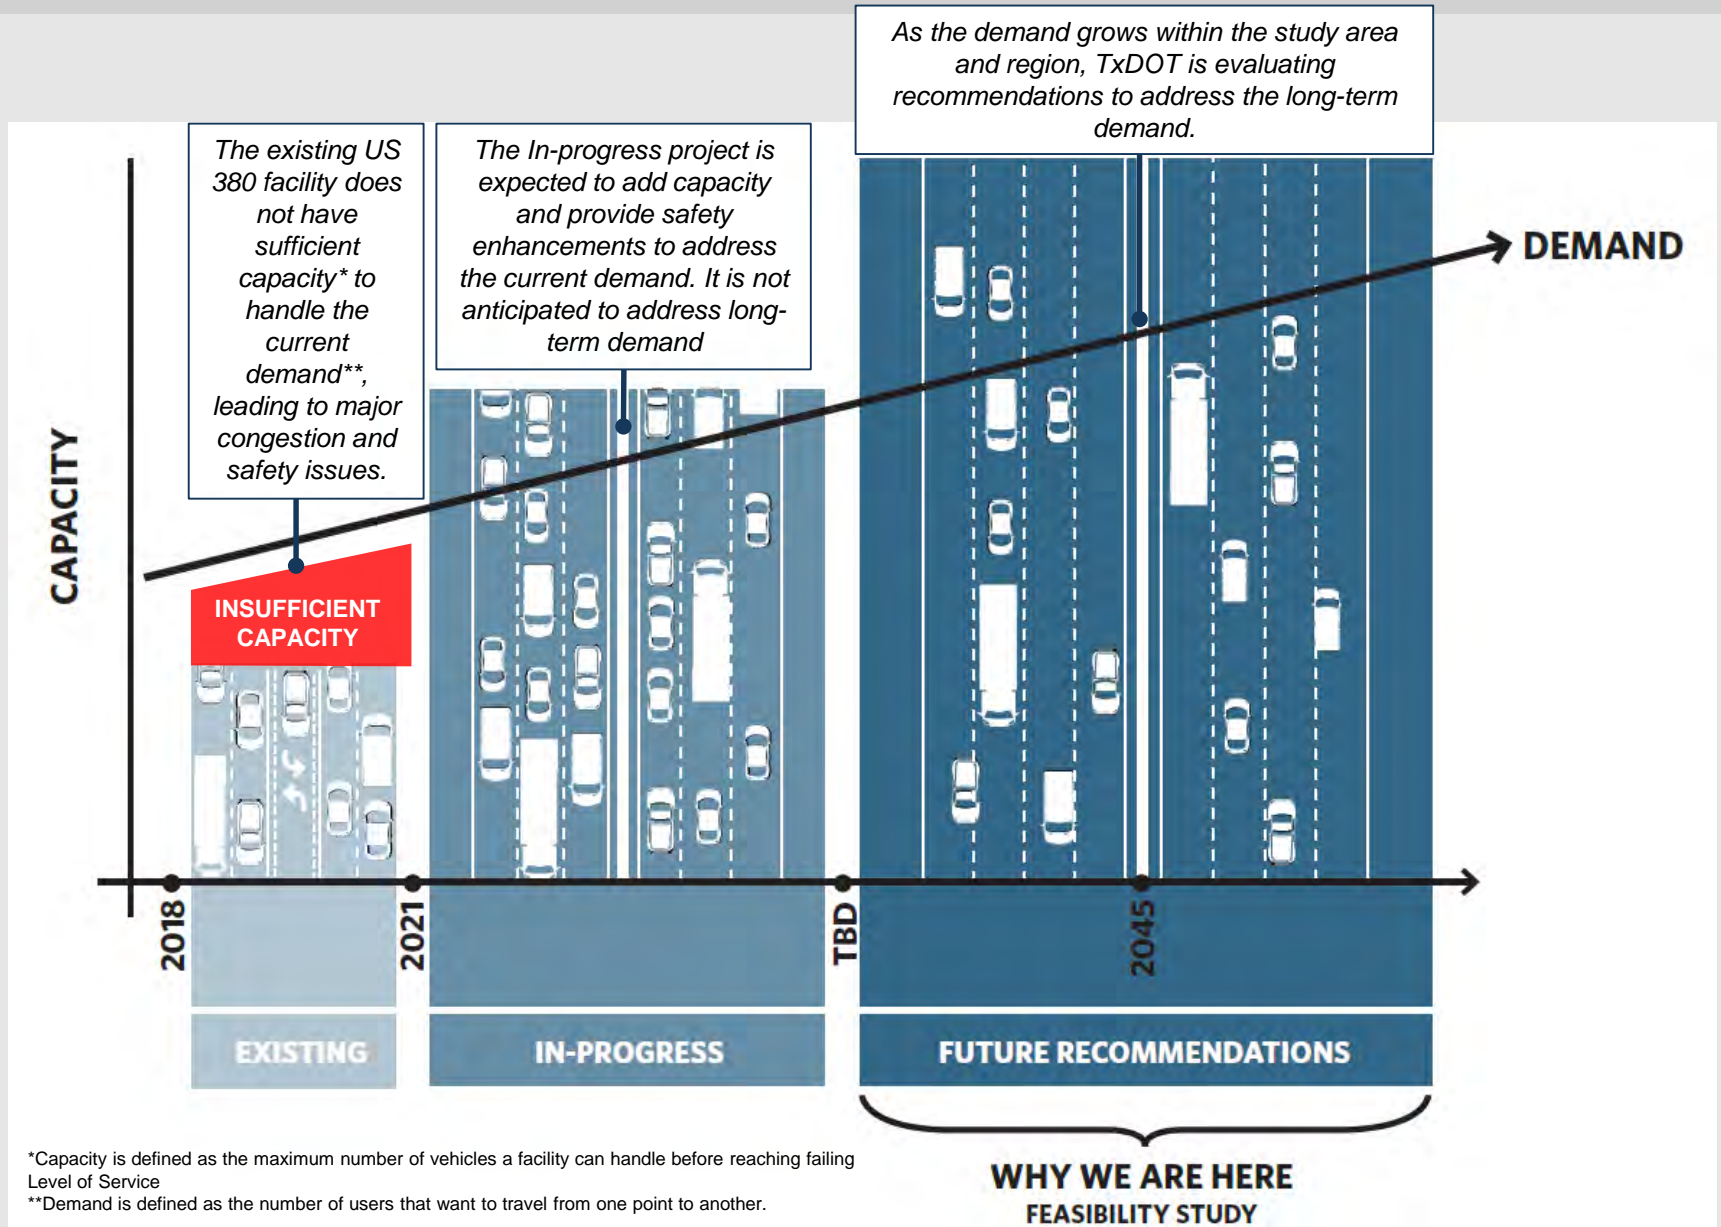 As the demand grows within the study area
and region, TxDOT is evaluating
recommendations to address the long-term
demand.
The existing US
380 facility does
not have
sufficient
capacity* to
handle the
current
demand**,
leading to major
congestion and
safety issues.
The In-progress project is
expected to add capacity
and provide safety
enhancements to address
the current demand. It is not
anticipated to address long-
term demand
DEMAND
CAPACITY
INSUFFICIENT
CAPACITY
2018
2021
TBD
2045
EXISTING
IN-PROGRESS
FUTURE RECOMMENDATIONS
*Capacity is defined as the maximum number of vehicles a facility can handle before reaching failing
Level of Service
**Demand is defined as the number of users that want to travel from one point to another.
WHY WE ARE HERE
FEASIBILITY STUDY